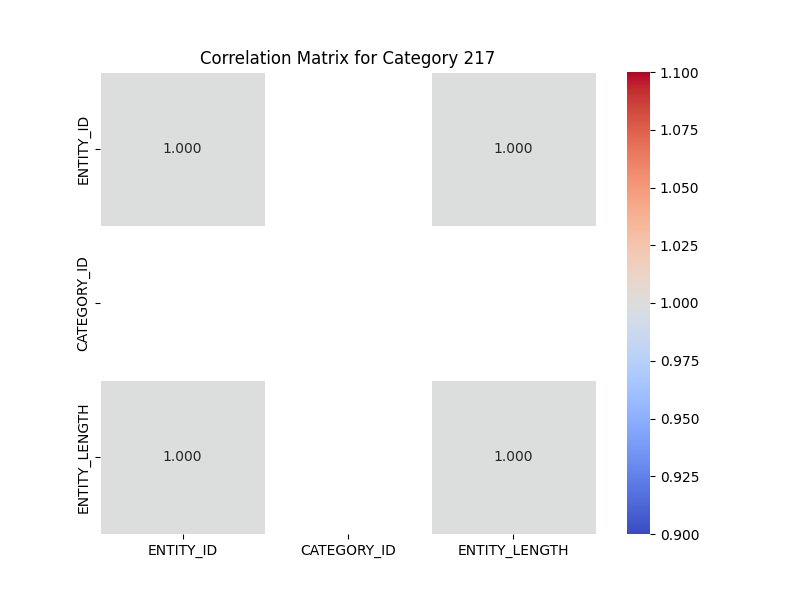 Correlation Matrix for Category 217
ENTITY_ID
CATEGORY_ID
ENTITY_LENGTH
1.000
1.000
1.000
1.000
ENTITY_ID
CATEGORY_ID
ENTITY_LENGTH
1.100
1.075
1.050
1.025
1.000
0.975
0.950
0.925
0.900